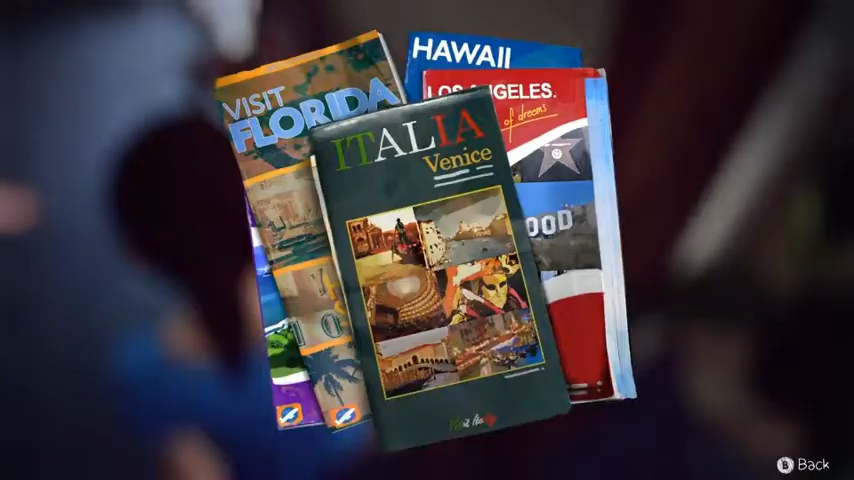 HAWAII
VISIT
FLORIDA
LOS ANGELES.
of dreams
ITALIA
Venice
OOD
Back